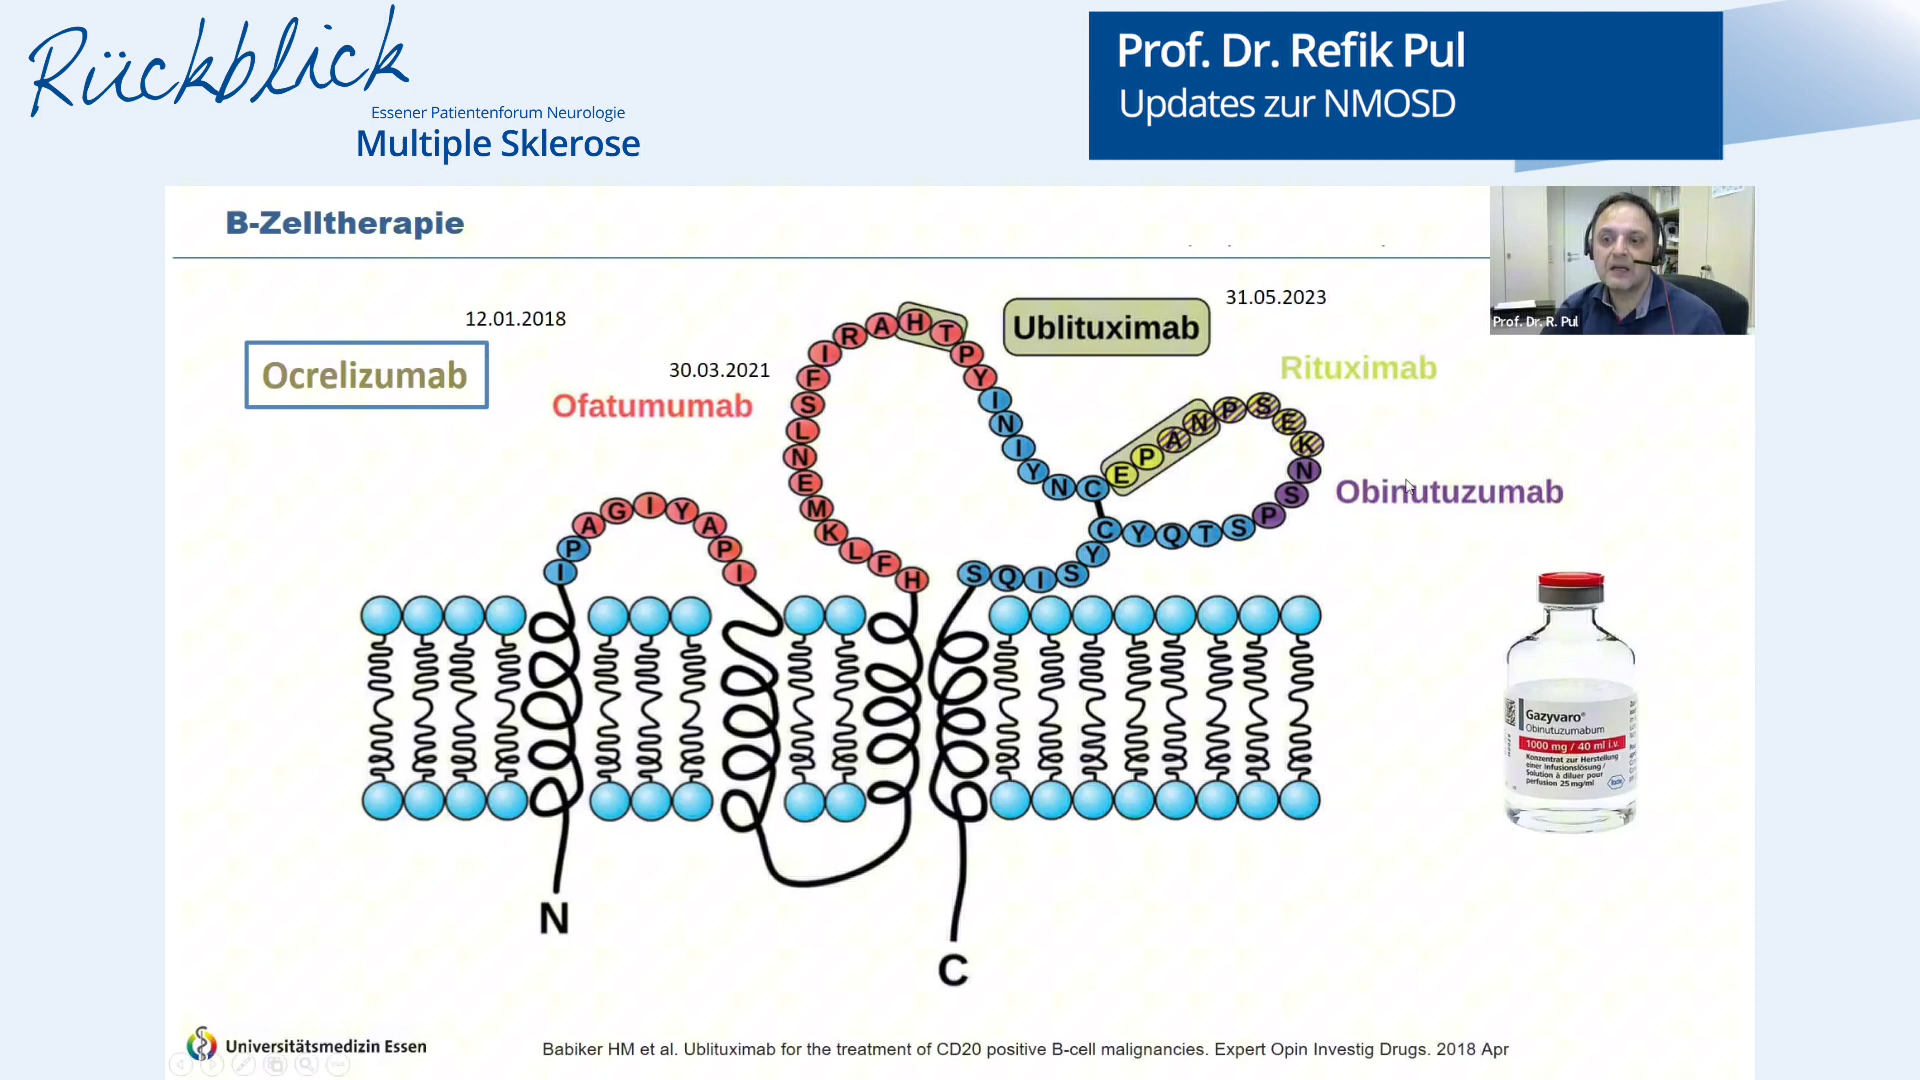 Rückblick
Essener Patientenforum Neurologie
Multiple Sklerose
Prof. Dr. Refik Pul
Updates zur NMOSD
B-Zelltherapie
Prof. Dr. R. Pul
12.01.2018
Ocrelizumab
30.03.2021
Ofatumumab
Ublituximab
31.05.2023
Rituximab
Obinutuzumab
I P A G I Y A P I
H F L K M E N L S F I R A H T P Y I N I Y N C E P A N P S E K N S P S T Q Y C Y S I Q S
N
C
Gazyvaro®
Obinutuzumabum
1000 mg / 40 ml i.v.
Konzentrat zur Herstellung
einer Infusionslösung /
Solution à diluer pour
perfusion 25 mg/ml
Roche
Universitätsmedizin Essen
Babiker HM et al. Ublituximab for the treatment of CD20 positive B-cell malignancies. Expert Opin Investig Drugs. 2018 Apr